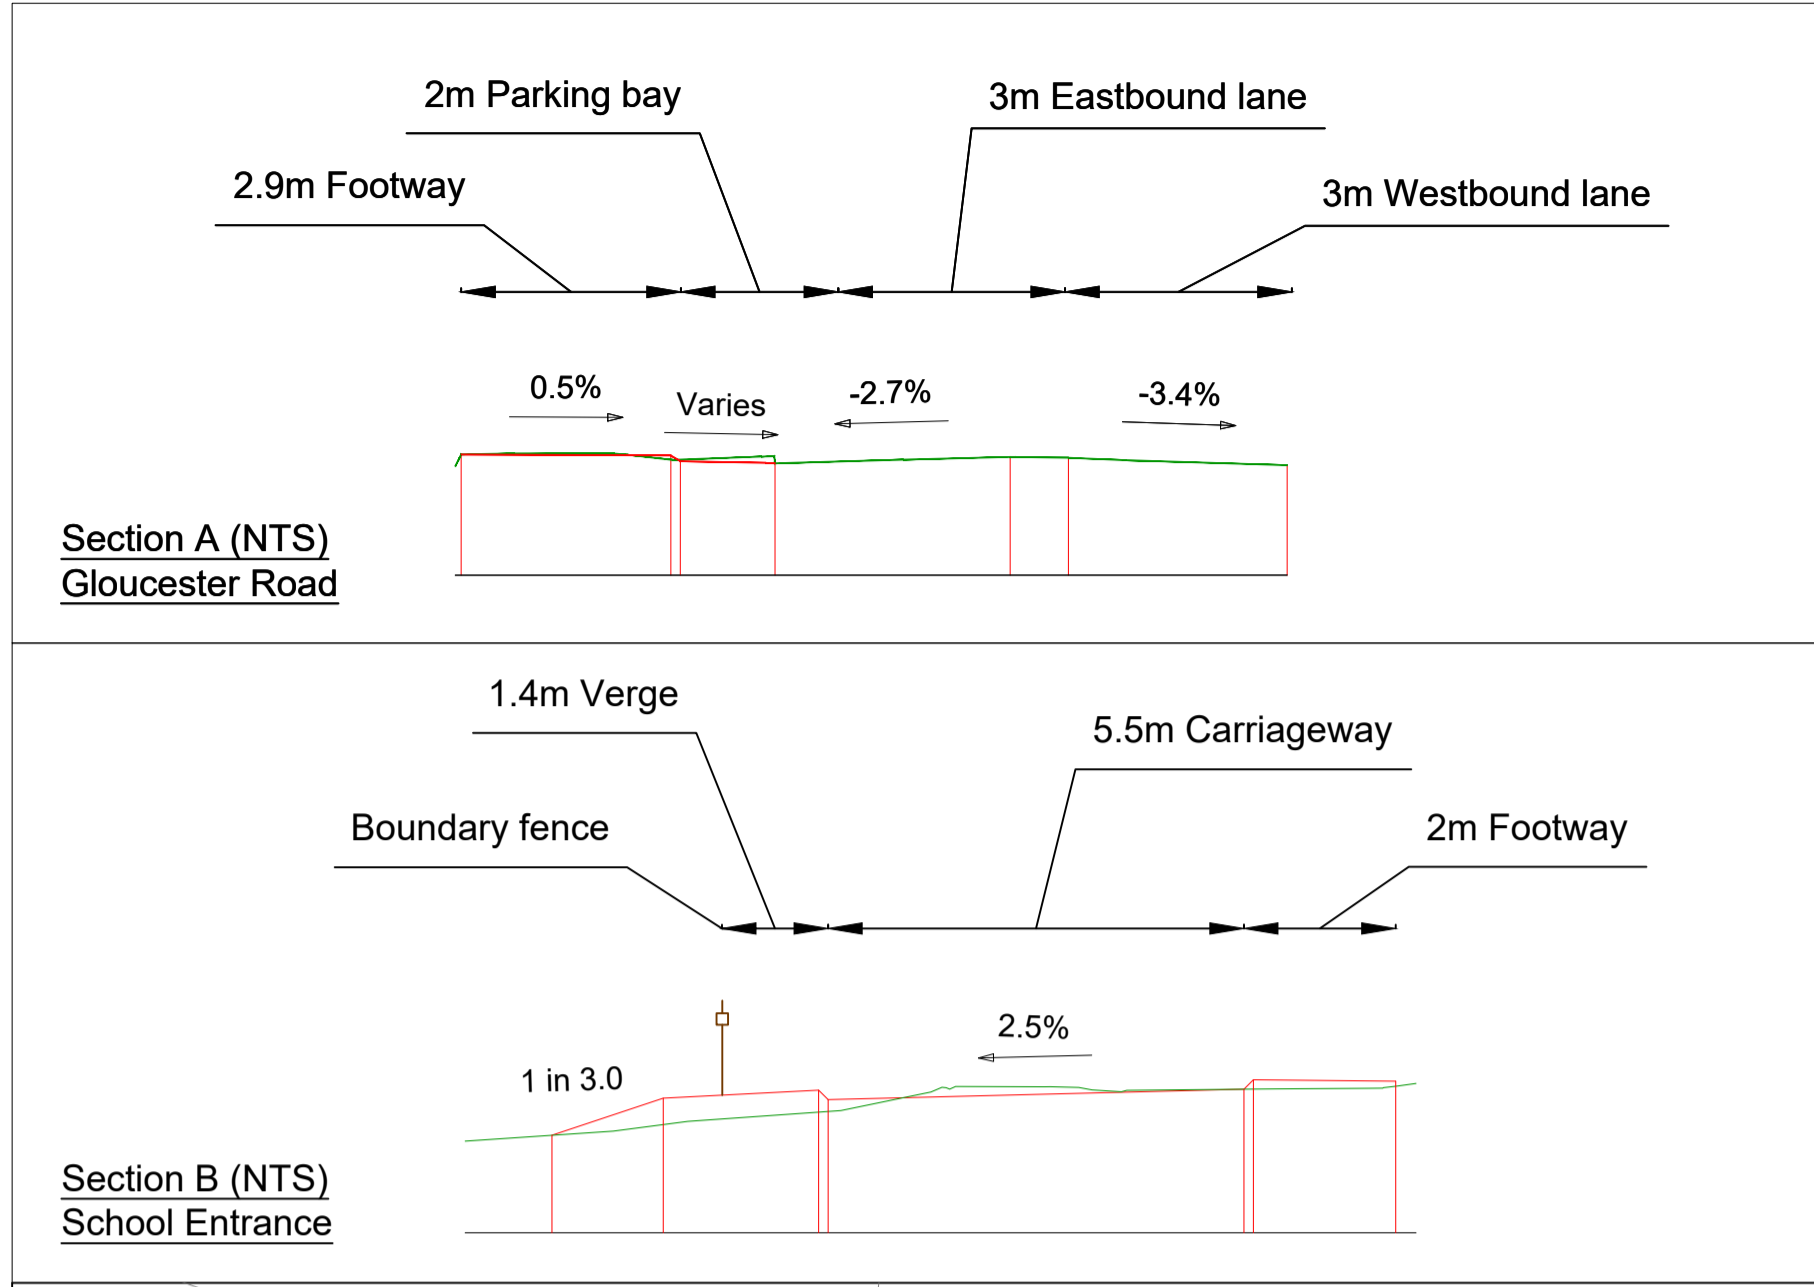 2m Parking bay
3m Eastbound lane
2.9m Footway
3m Westbound lane
0.5%
Varies
-2.7%
-3.4%
Section A (NTS)
Gloucester Road
1.4m Verge
5.5m Carriageway
Boundary fence
2m Footway
2.5%
1 in 3.0
Section B (NTS)
School Entrance